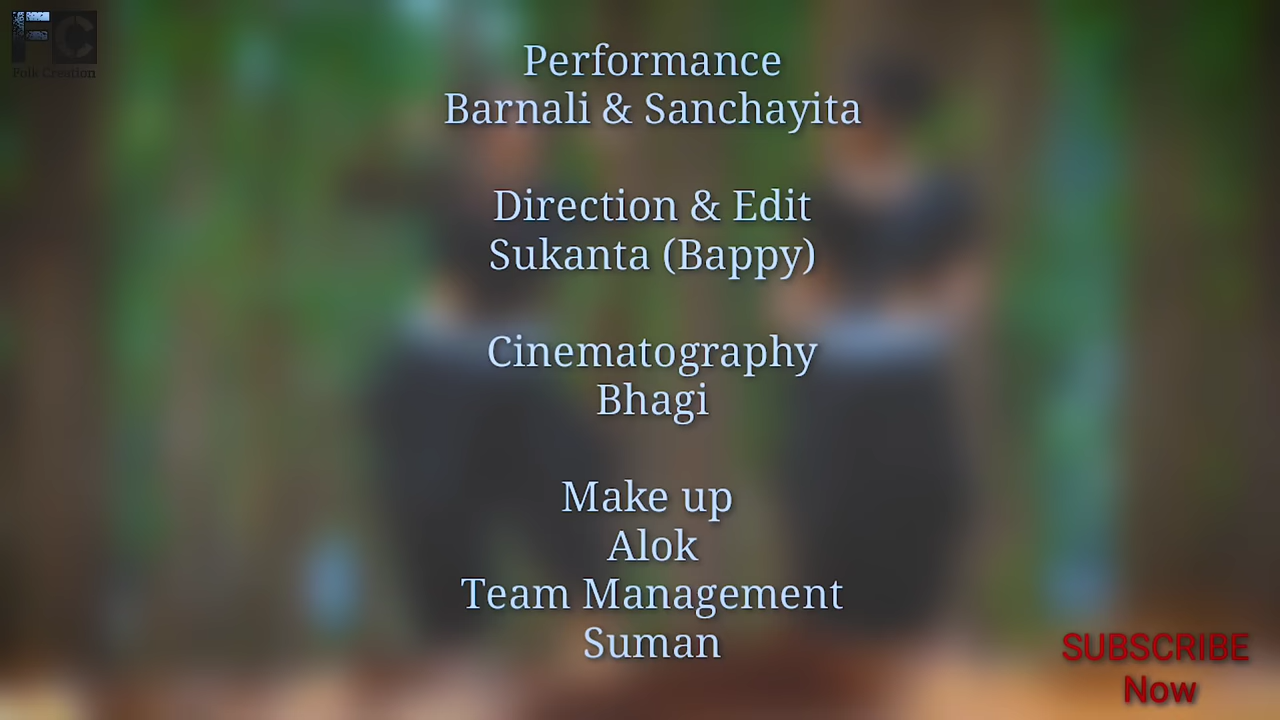 FC
Folk Creation
Performance
Barnali & Sanchayita
Direction & Edit
Sukanta (Bappy)
Cinematography
Bhagi
Make up
Alok
Team Management
Suman
SUBSCRIBE
Now